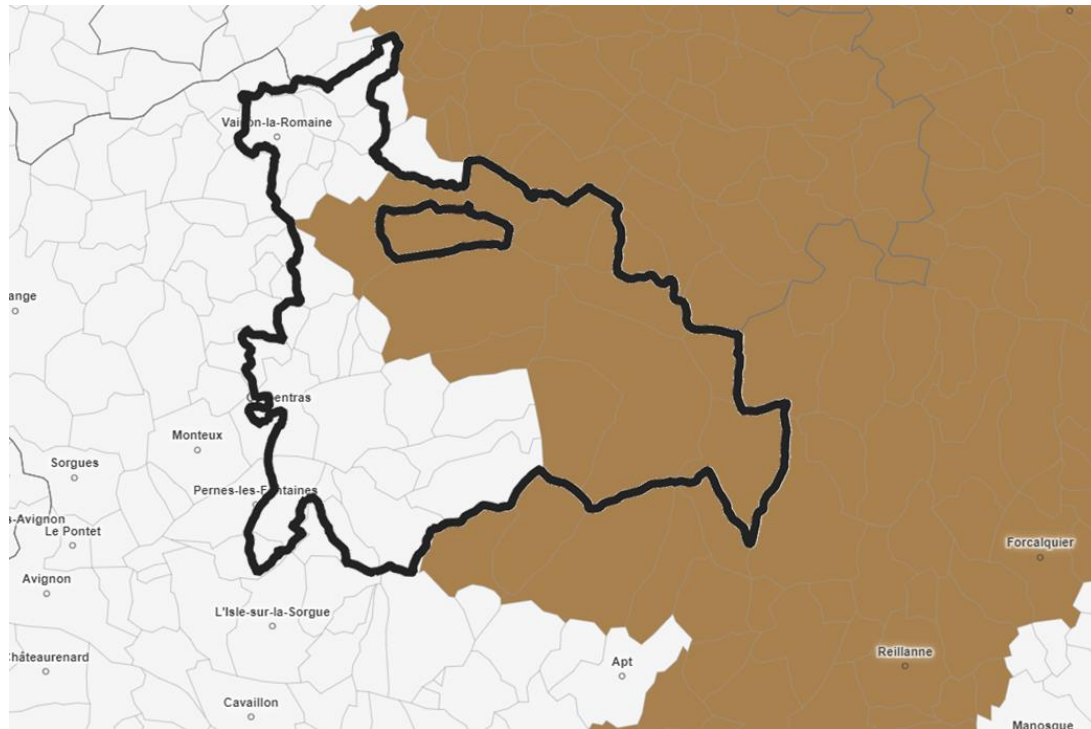 Vaison-la-Romaine
ange
Carpentras
Monteux
Sorgues
Pernes-les-Fontaines
s-Avignon
Le Pontet
Forcalquier
Avignon
L'Isle-sur-la-Sorgue
Châteaurenard
Apt
Reillanne
Cavaillon
Manosque